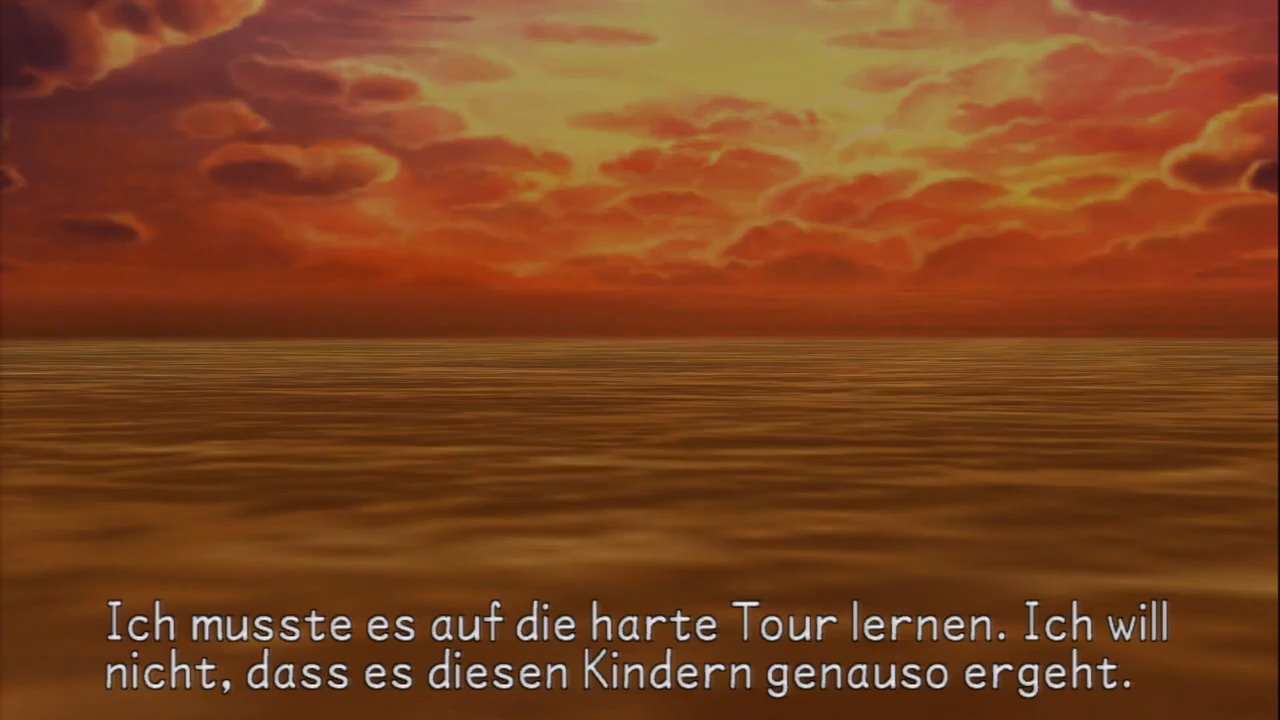 Ich musste es auf die harte Tour lernen. Ich will
nicht, dass es diesen Kindern genauso ergeht.